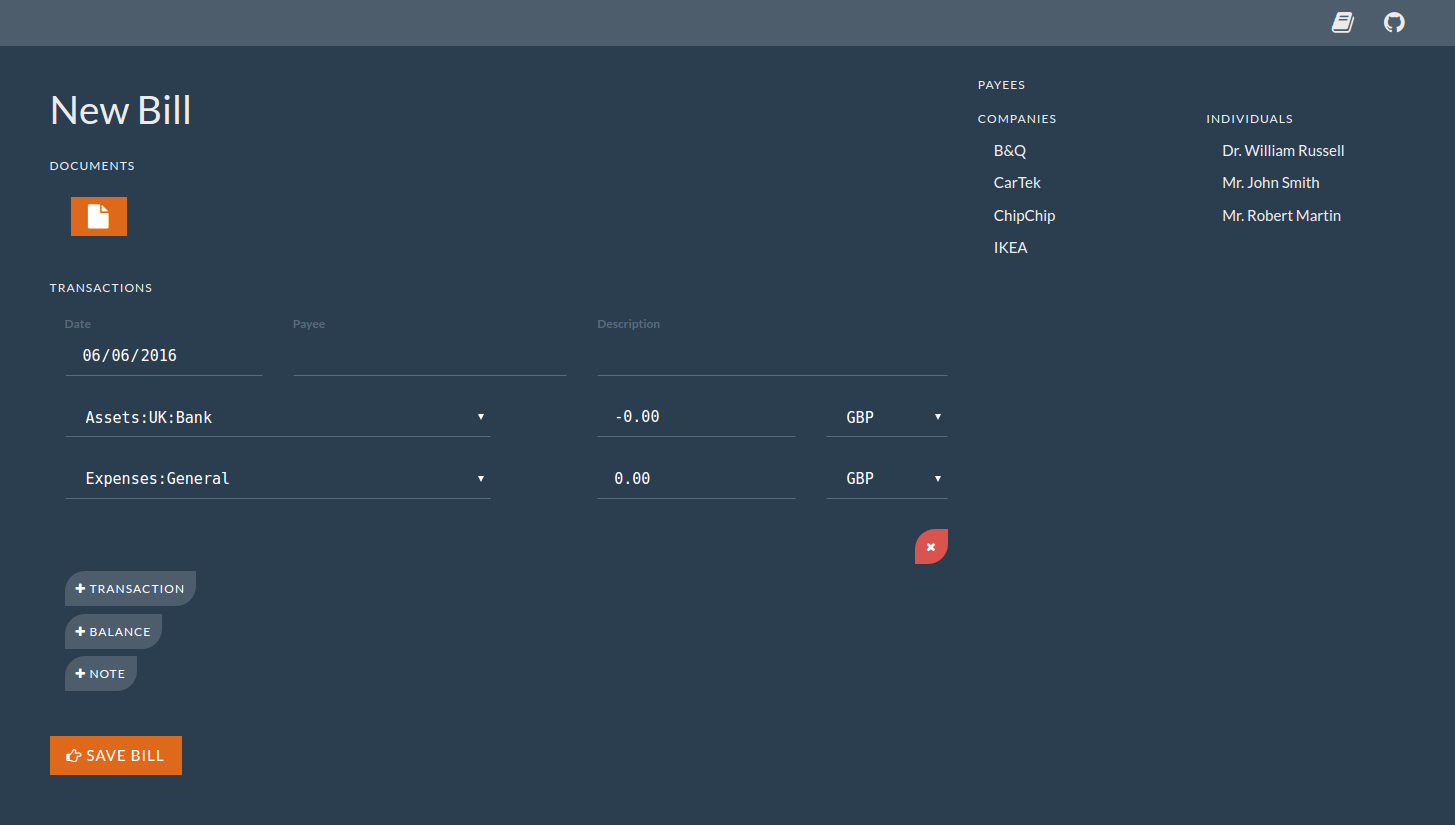 New Bill
DOCUMENTS
TRANSACTIONS
Date Payee Description
06/06/2016
Assets:UK:Bank -0.00 GBP
Expenses:General 0.00 GBP
TRANSACTION
BALANCE
NOTE
SAVE BILL
PAYEES
COMPANIES
B&Q
CarTek
ChipChip
IKEA
INDIVIDUALS
Dr. William Russell
Mr. John Smith
Mr. Robert Martin